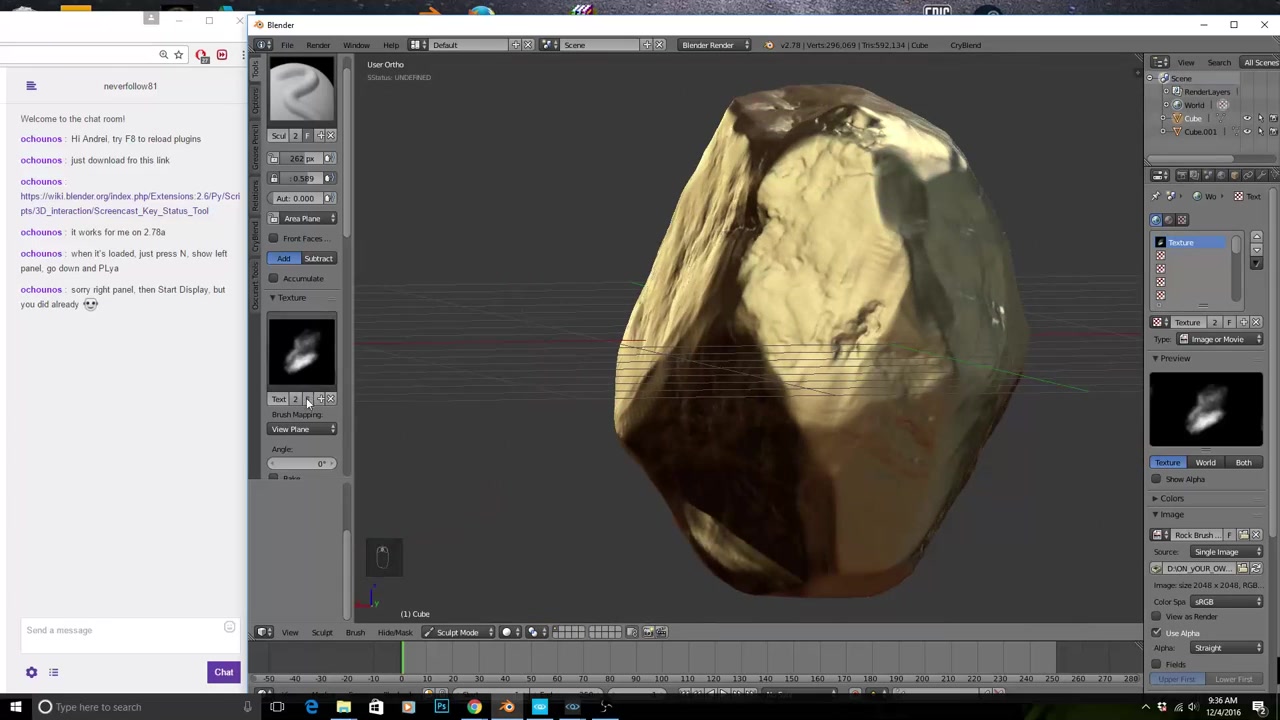 Blender
neverfollow81
Welcome to the chat room!
ochounos : Hi Andrei, try F8 to reload plugins
ochounos : just download fro this link
ochounos :
https://wiki.blender.org/index.php/Extensions:2.6/Py/Scri
pts/3D_interaction/Screencast_Key_Status_Tool
ochounos : it works for me on 2.78a
ochounos : when it's loaded, just press N, show left
panel, go down and PLya
ochounos : sorry right panel, then Start Display, but
you did already
Send a message
Chat
File Render Window Help Default Scene Blender Render v2.78 | Verts:296,069 | Tris:592,134 | Cube CryBlend
User Ortho
SStatus: UNDEFINED
Tools
Options
Grease Pencil
Relations
CryBlend
Oscurart Tools
Scul 2 F
262 px
: 0.589
Aut: 0.000
Area Plane
Front Faces ...
Add Subtract
Accumulate
Texture
Text 2
Brush Mapping:
View Plane
Angle:
0°
(1) Cube
View Sculpt Brush Hide/Mask Sculpt Mode
-50 -40 -30 -20 -10 0 10 20 30 40 50 60 70 80 90 100 110 120 130 140 150 160 170 180 190 200 210 220 230 240 250 260 270 280
View Search All Scenes
Scene
RenderLayers
World
Cube
Cube.001
Wo Text
Texture
Texture 2 F
Type: Image or Movie
Preview
Texture World Both
Show Alpha
Colors
Image
Rock Brush ... F
Source: Single Image
D:\ON_yOUR_OW...
Image: size 2048 x 2048, RGB...
Color Spa sRGB
View as Render
Use Alpha
Alpha: Straight
Fields
Upper First Lower First
Type here to search
9:36 AM
12/4/2016